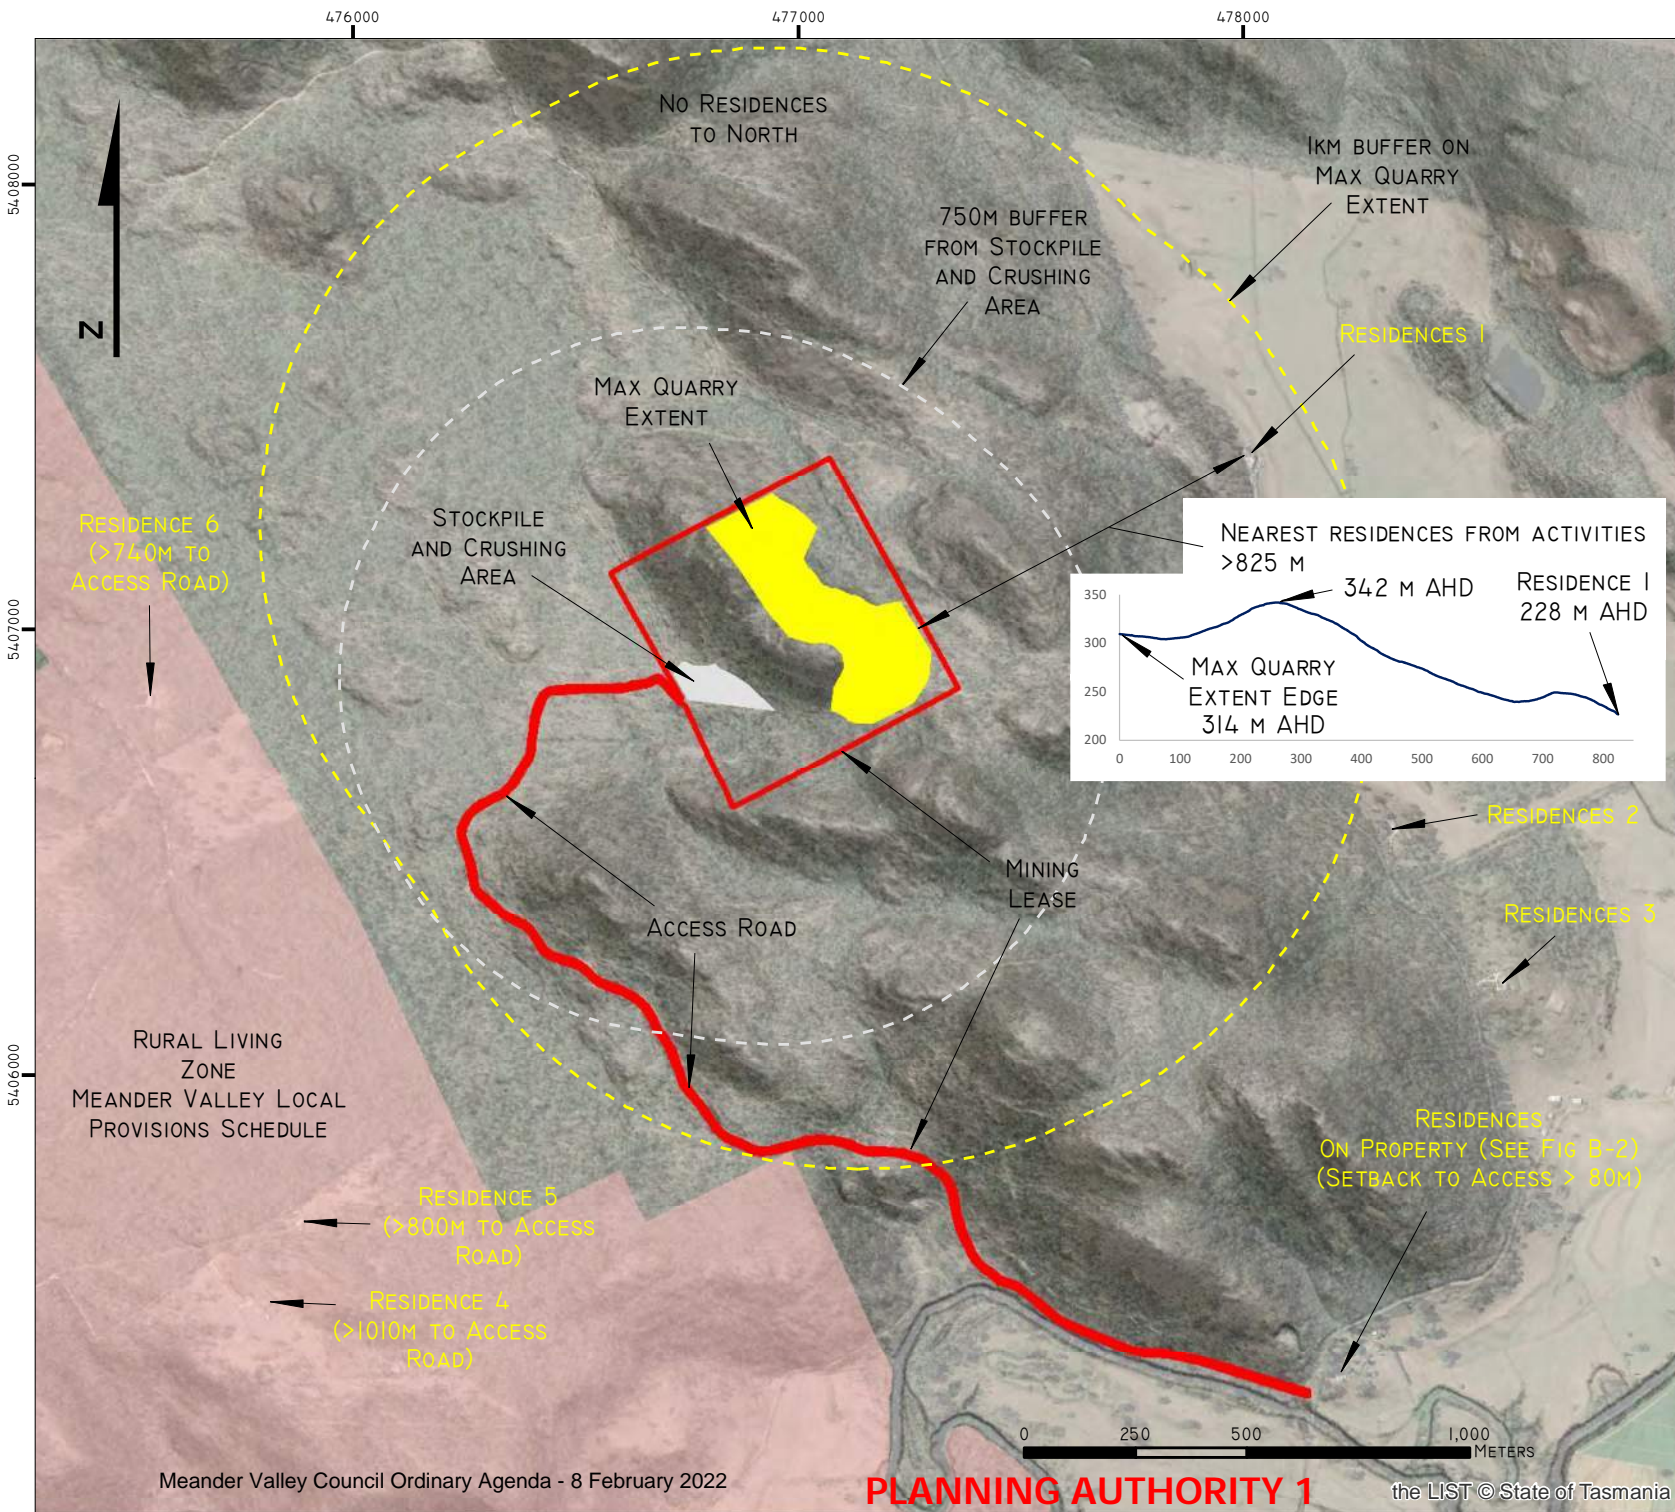 476000
477000
478000
5408000
5407000
5406000
N
No Residences
to North
1km buffer on
Max Quarry
Extent
750m buffer
from Stockpile
and Crushing
Area
Residences 1
Max Quarry
Extent
Stockpile
and Crushing
Area
Residence 6
(>740m to
Access Road)
Nearest residences from activities
>825 m
342 m AHD
Residence 1
228 m AHD
Max Quarry
Extent Edge
314 m AHD
350
300
250
200
0 100 200 300 400 500 600 700 800
Residences 2
Mining
Lease
Residences 3
Access Road
Rural Living
Zone
Meander Valley Local
Provisions Schedule
Residences
On Property (See Fig B-2)
(Setback to Access > 80m)
Residence 5
(>800m to Access
Road)
Residence 4
(>1010m to Access
Road)
0 250 500 1,000
Meters
Meander Valley Council Ordinary Agenda - 8 February 2022
PLANNING AUTHORITY 1
the LIST © State of Tasmania